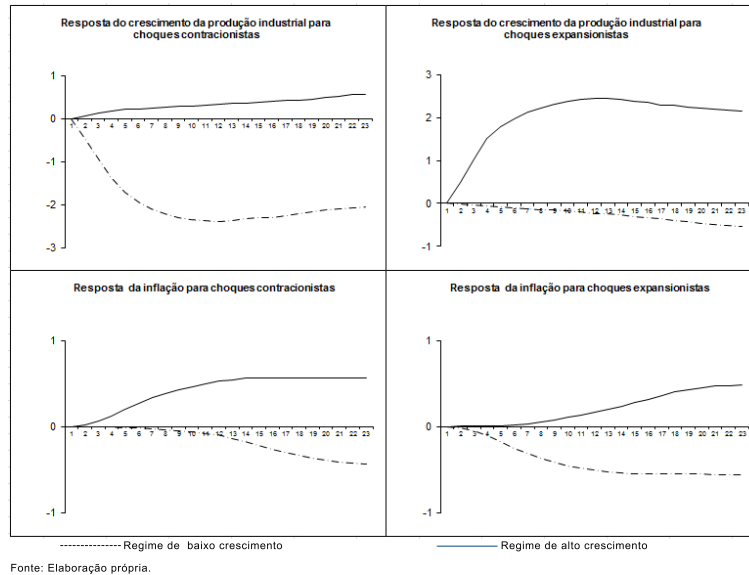 Resposta do crescimento da produção industrial para
choques contracionistas
1
0
-1
-2
-3
1 2 3 4 5 6 7 8 9 10 11 12 13 14 15 16 17 18 19 20 21 22 23
Resposta do crescimento da produção industrial para
choques expansionistas
3
2
1
0
-1
1 2 3 4 5 6 7 8 9 10 11 12 13 14 15 16 17 18 19 20 21 22 23
Resposta da inflação para choques contracionistas
1
0
-1
1 2 3 4 5 6 7 8 9 10 11 12 13 14 15 16 17 18 19 20 21 22 23
Resposta da inflação para choques expansionistas
1
0
-1
1 2 3 4 5 6 7 8 9 10 11 12 13 14 15 16 17 18 19 20 21 22 23
Regime de baixo crescimento
Regime de alto crescimento
Fonte: Elaboração própria.